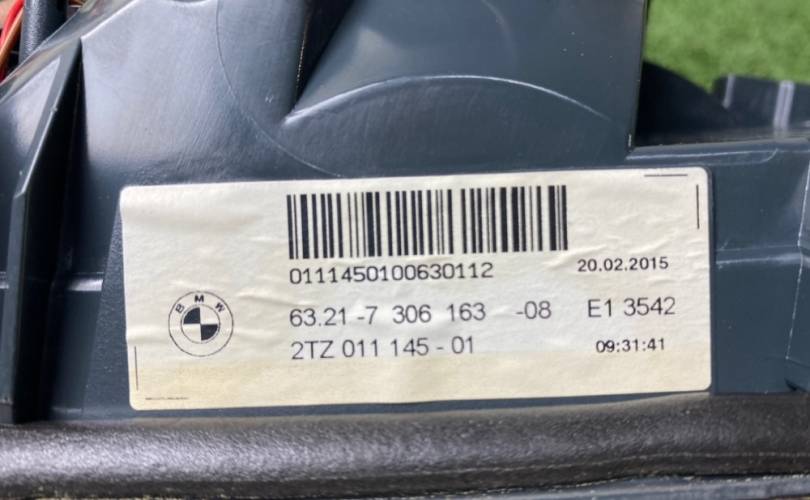 0111450100630112 20.02.2015
BMW
63.21 -7 306 163 -08 E1 3542
2TZ 011 145 - 01 09:31:41